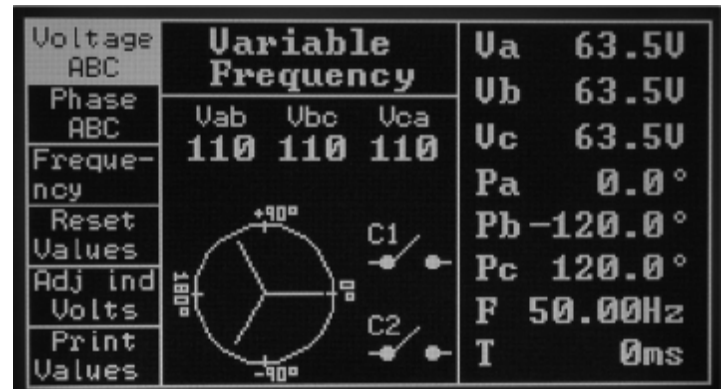 Voltage
ABC
Phase
ABC
Freque-
ncy
Reset
Values
Adj ind
Volts
Print
Values
Variable
Frequency
Vab Vbc Vca
110 110 110
+90°
180°
0°
-90°
C1
C2
Va 63.5V
Vb 63.5V
Vc 63.5V
Pa 0.0°
Pb -120.0°
Pc 120.0°
F 50.00Hz
T 0ms